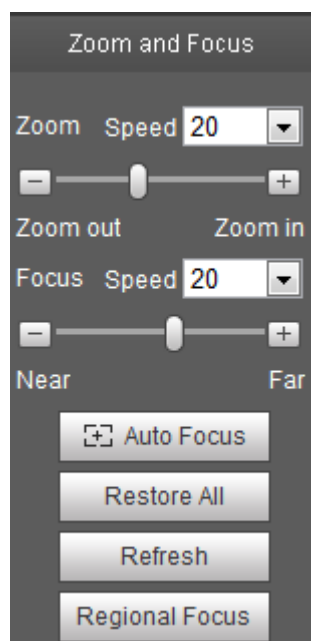 Zoom and Focus
Zoom Speed 20
Zoom out Zoom in
Focus Speed 20
Near Far
Auto Focus
Restore All
Refresh
Regional Focus